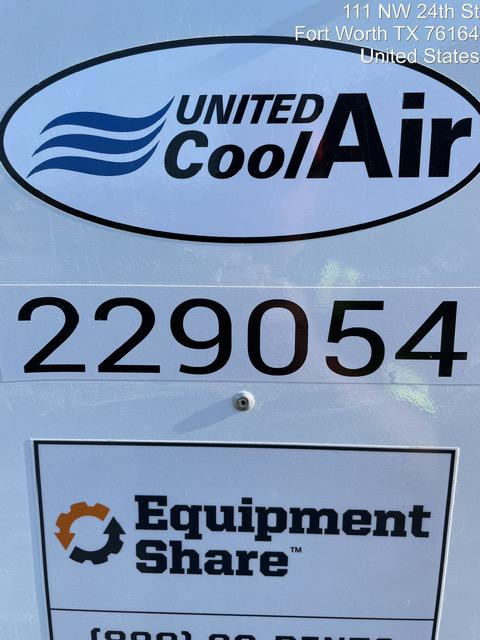 111 NW 24th St
Fort Worth TX 76164
United States
UNITED
CoolAir
229054
Equipment
Share™